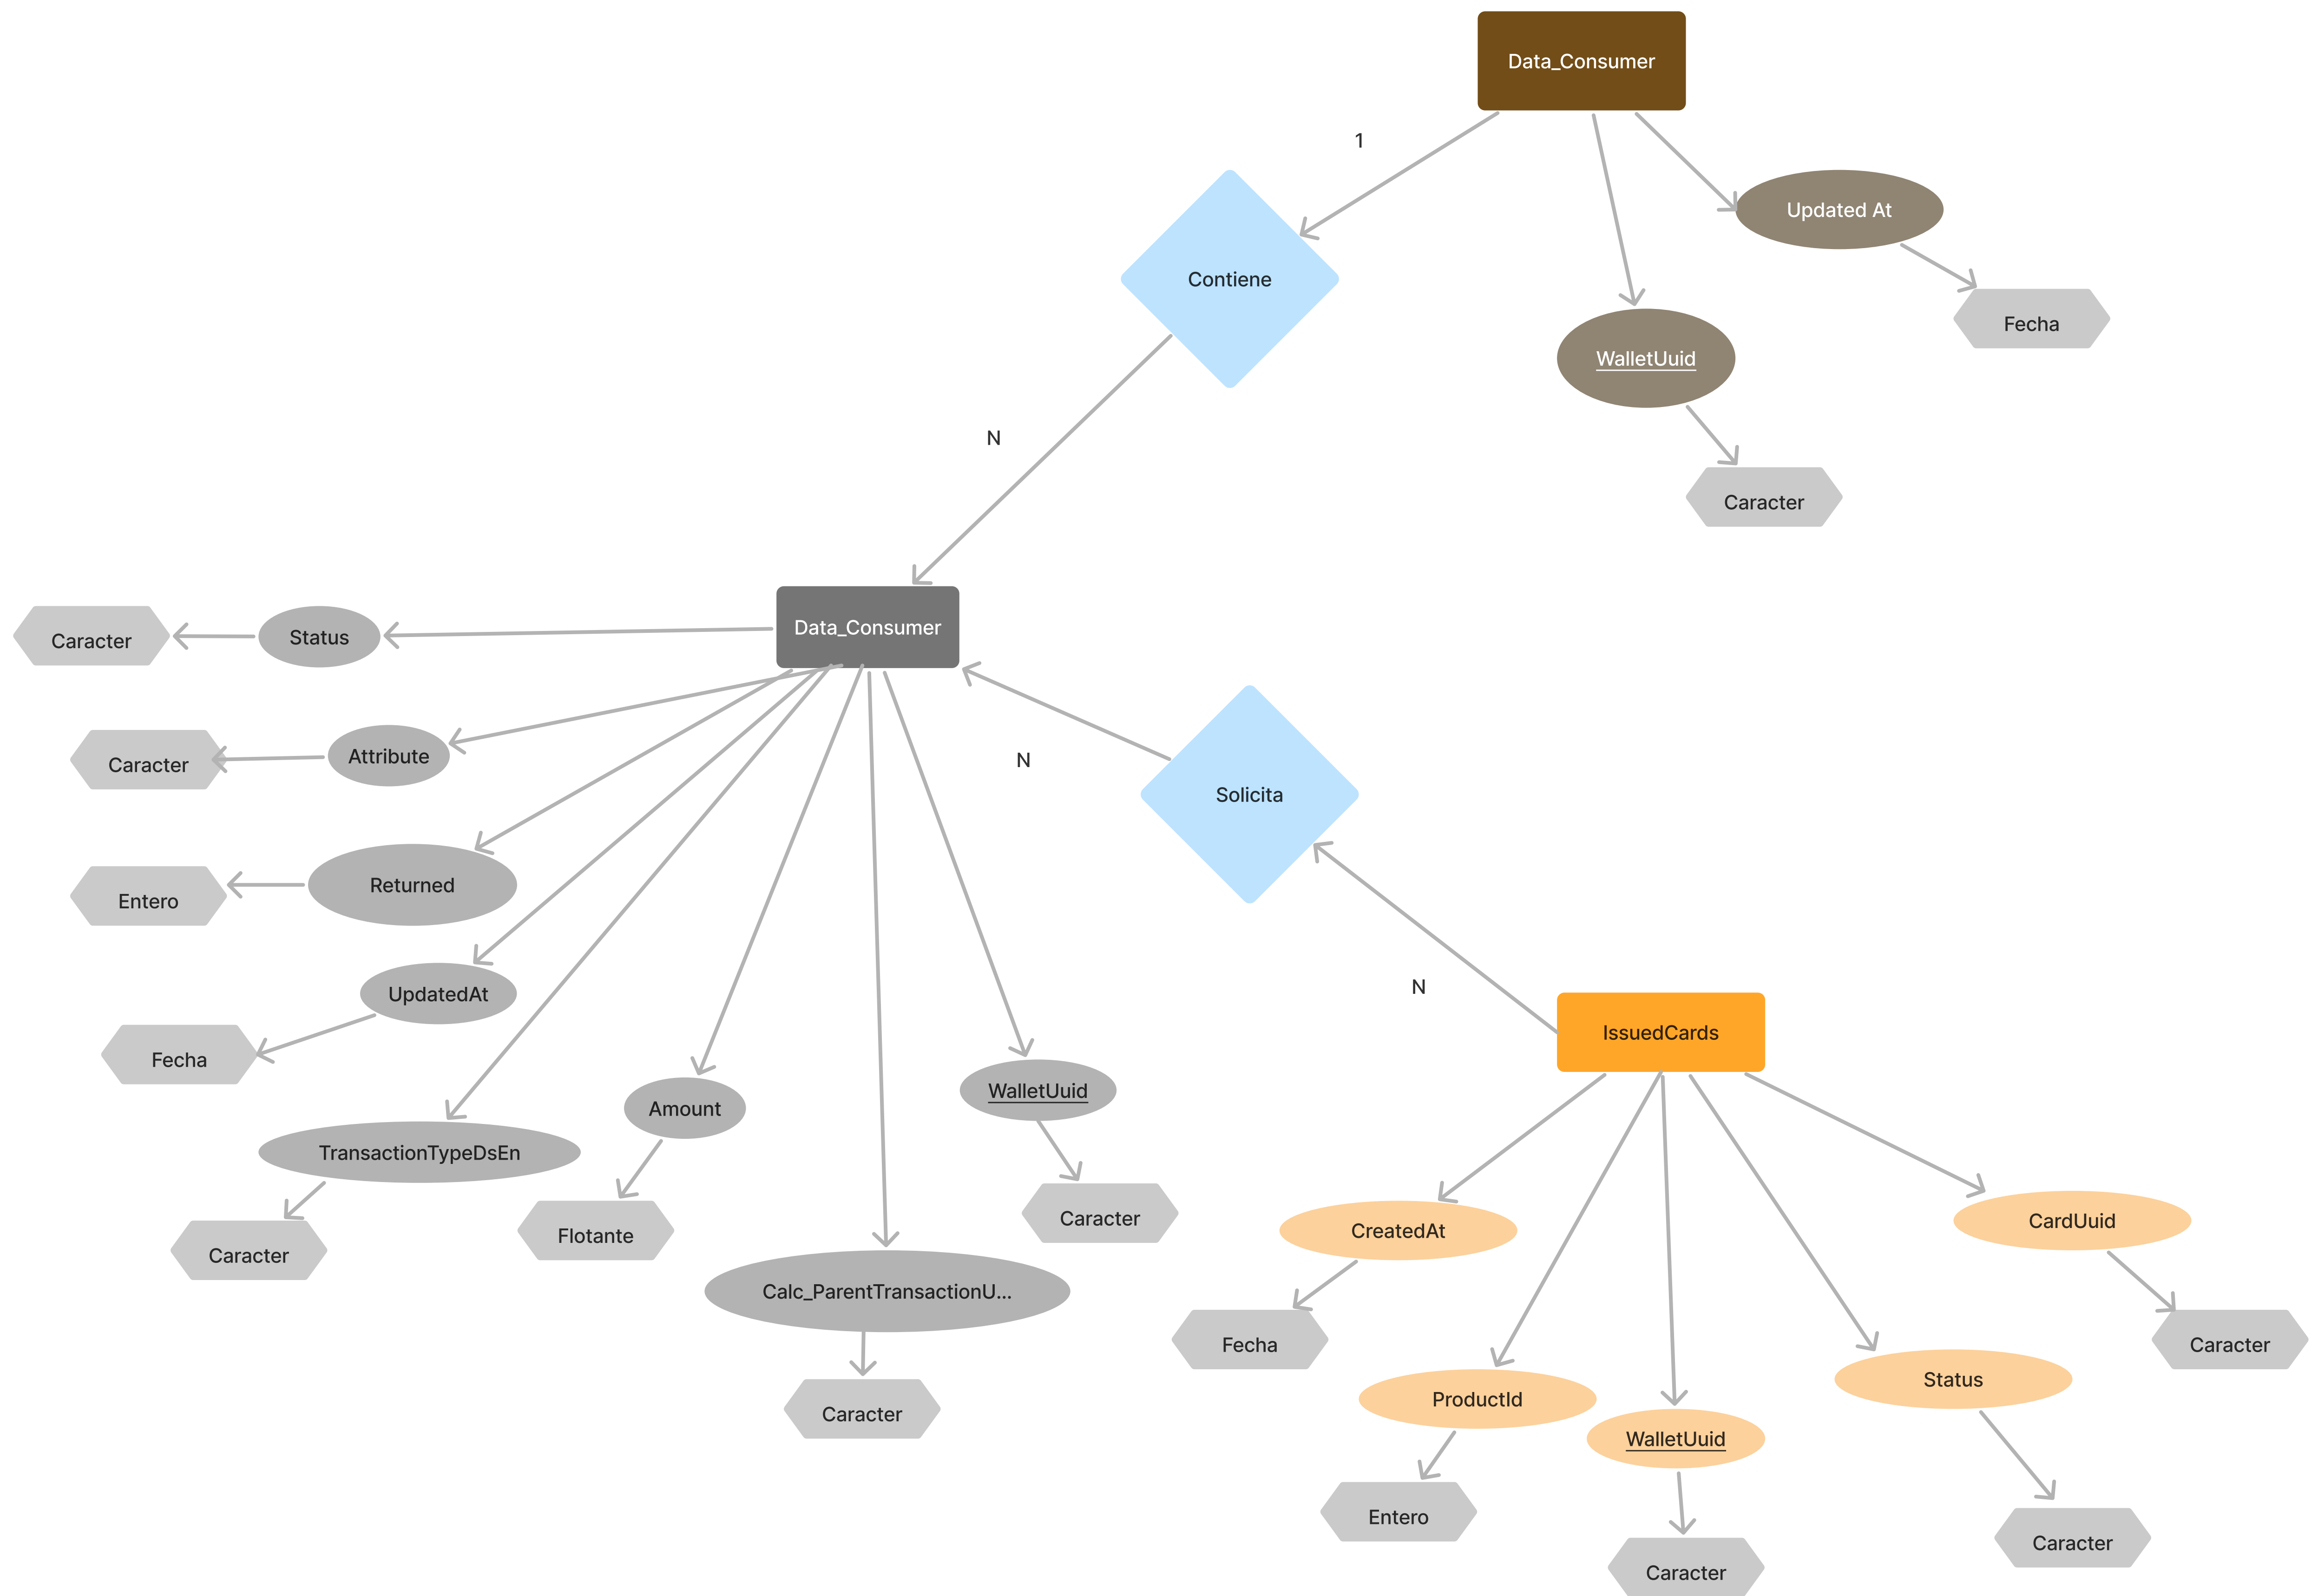 Data_Consumer
1
Contiene
Updated At
Fecha
WalletUuid
Caracter
N
Data_Consumer
Status
Caracter
Attribute
Caracter
Returned
Entero
UpdatedAt
Fecha
TransactionTypeDsEn
Caracter
Amount
Flotante
Calc_ParentTransactionU...
Caracter
WalletUuid
Caracter
N
Solicita
N
IssuedCards
CreatedAt
Fecha
ProductId
Entero
WalletUuid
Caracter
Status
Caracter
CardUuid
Caracter